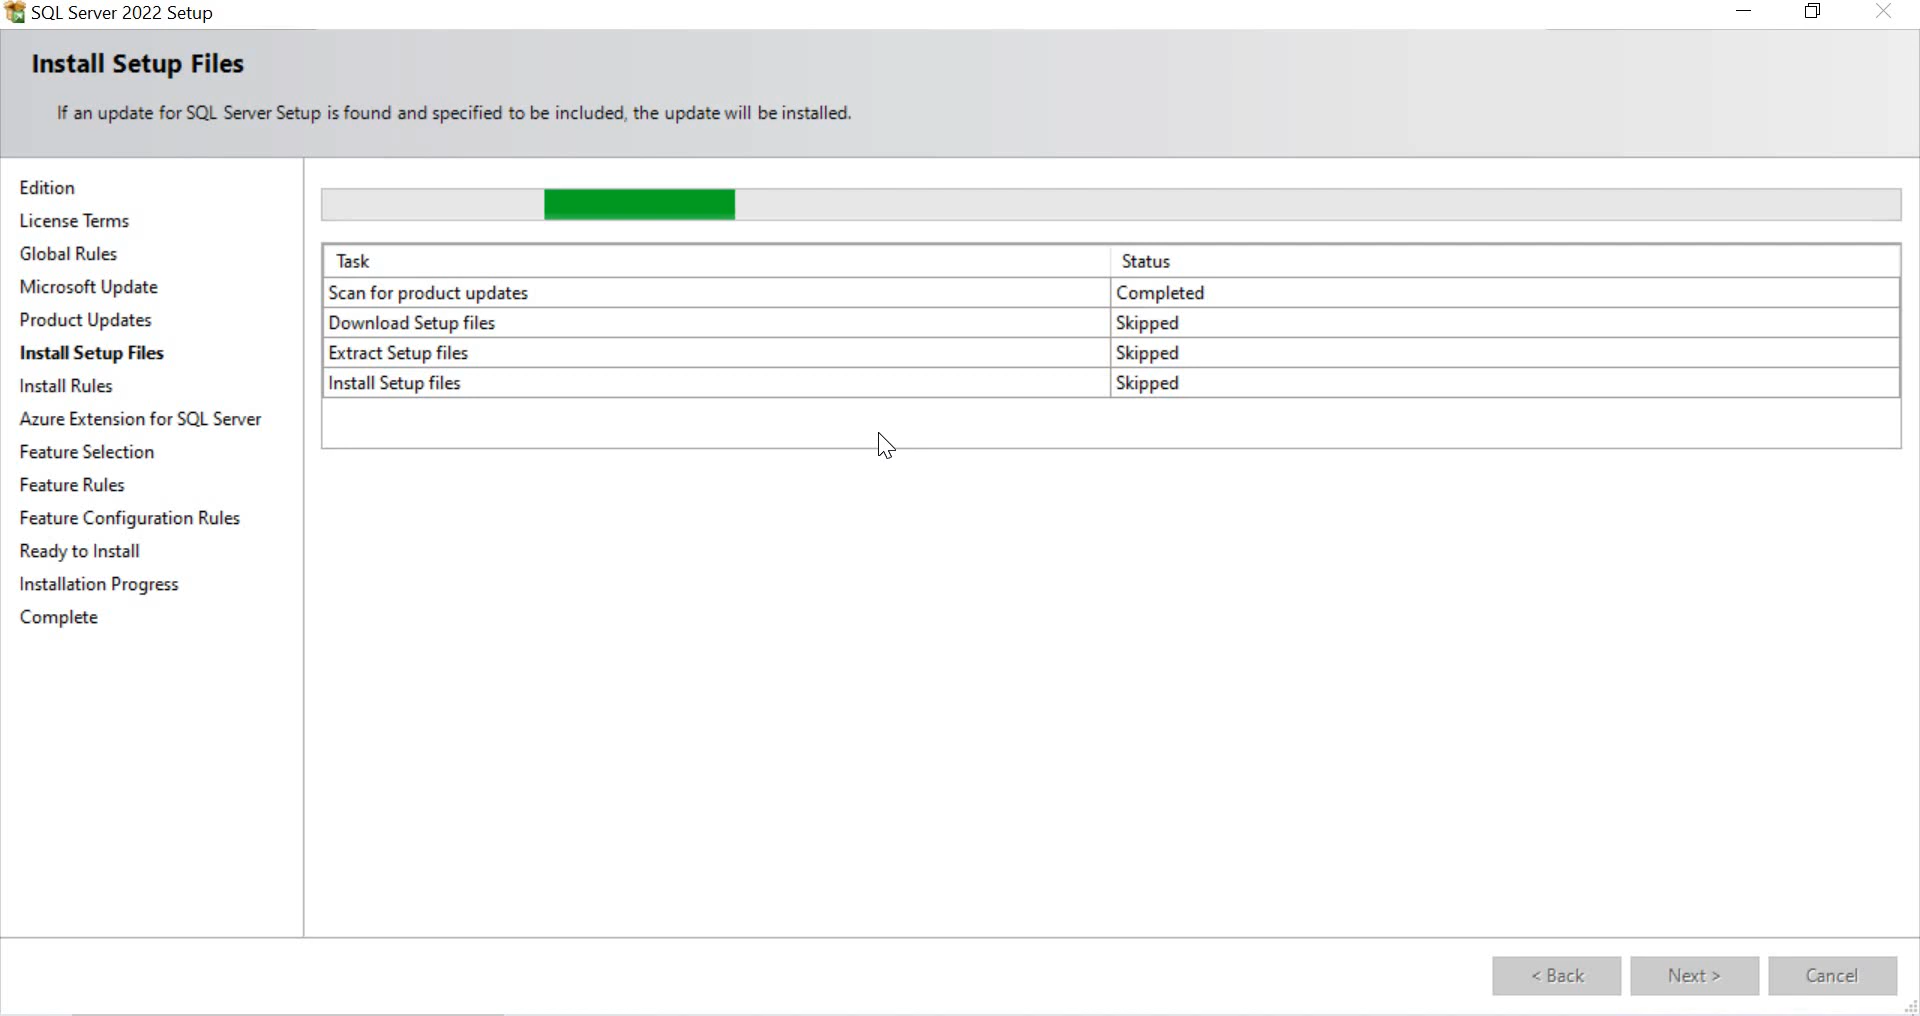 SQL Server 2022 Setup
Install Setup Files
If an update for SQL Server Setup is found and specified to be included, the update will be installed.
Edition
License Terms
Global Rules
Microsoft Update
Product Updates
Install Setup Files
Install Rules
Azure Extension for SQL Server
Feature Selection
Feature Rules
Feature Configuration Rules
Ready to Install
Installation Progress
Complete
Task Status
Scan for product updates Completed
Download Setup files Skipped
Extract Setup files Skipped
Install Setup files Skipped
< Back Next > Cancel